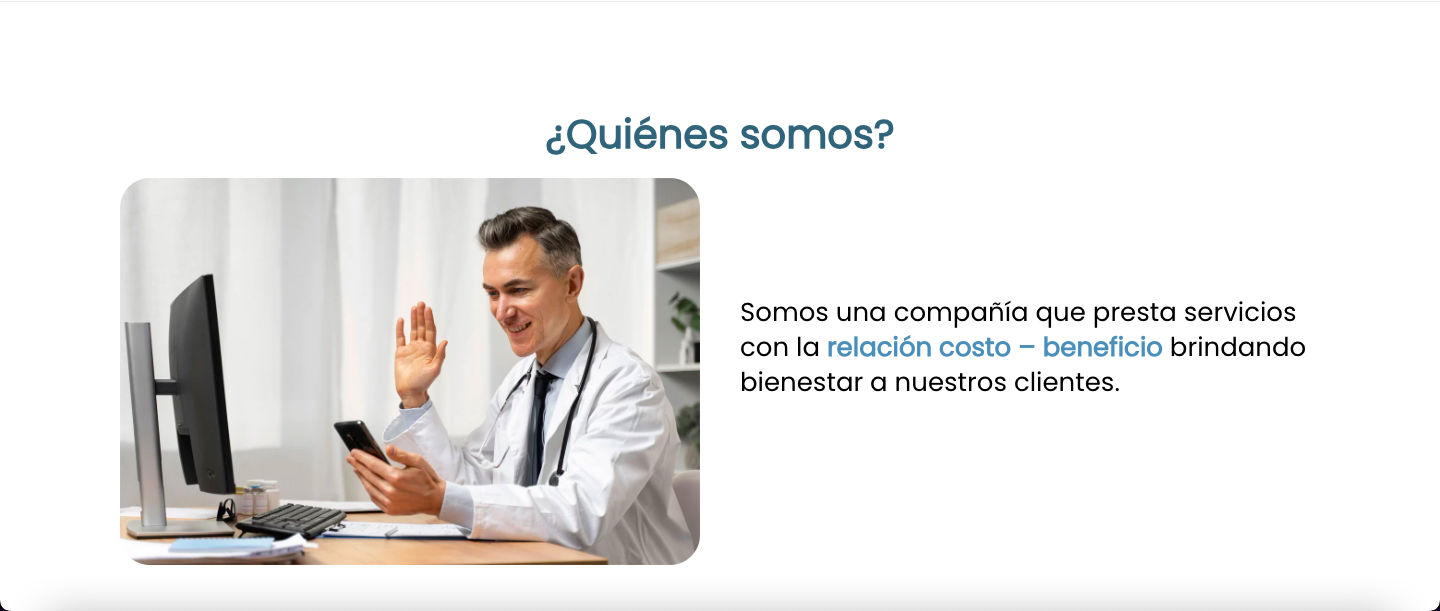 ¿Quiénes somos?
Somos una compañía que presta servicios
con la relación costo – beneficio brindando
bienestar a nuestros clientes.